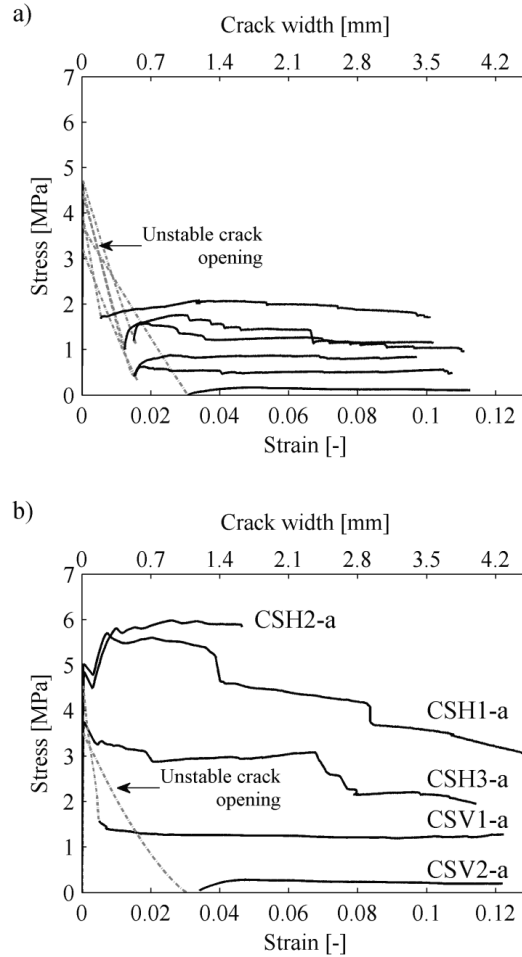 a)
Crack width [mm]
0 0.7 1.4 2.1 2.8 3.5 4.2
7
6
5
4
3
2
1
0
Stress [MPa]
Unstable crack
opening
0 0.02 0.04 0.06 0.08 0.1 0.12
Strain [-]
b)
Crack width [mm]
0 0.7 1.4 2.1 2.8 3.5 4.2
7
6
5
4
3
2
1
0
Stress [MPa]
CSH2-a
CSH1-a
CSH3-a
Unstable crack
opening
CSV1-a
CSV2-a
0 0.02 0.04 0.06 0.08 0.1 0.12
Strain [-]